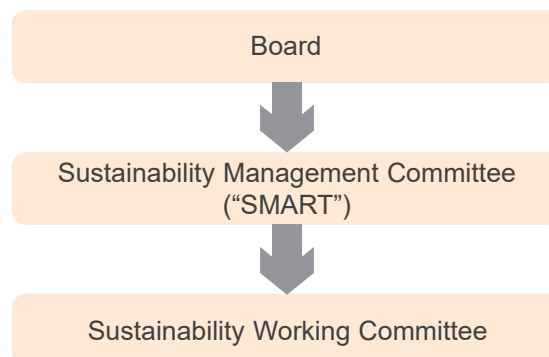 Board
Sustainability Management Committee
(“SMART”)
Sustainability Working Committee